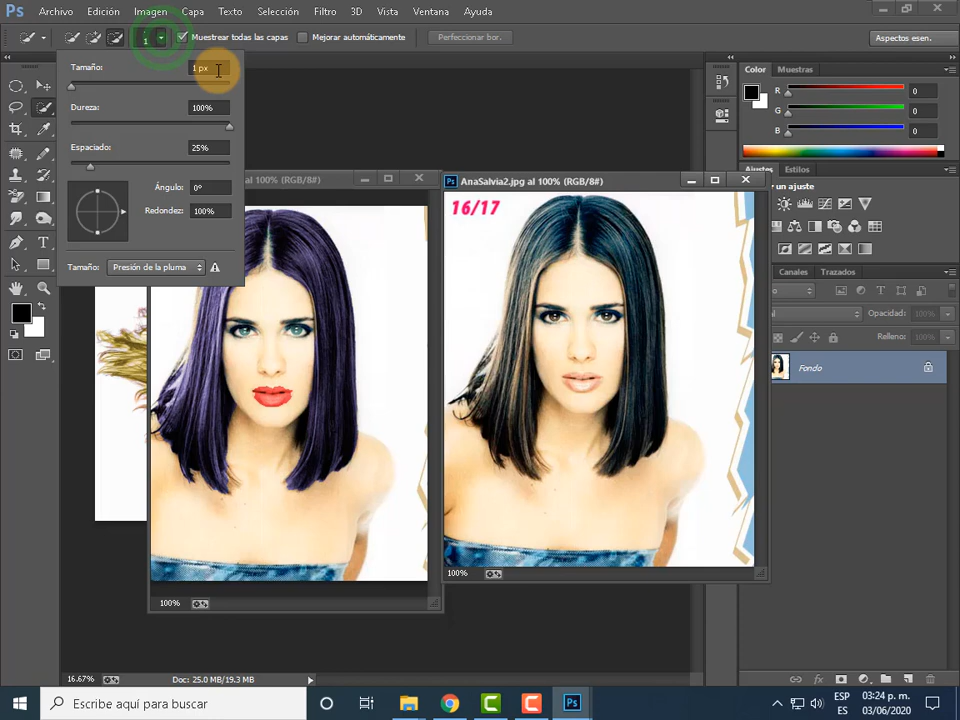 Ps Archivo Edición Imagen Capa Texto Selección Filtro 3D Vista Ventana Ayuda
1 Muestrear todas las capas Mejorar automáticamente Perfeccionar bor. Aspectos esen.
Tamaño: 1 px
Dureza: 100%
Espaciado: 25%
Ángulo: 0º
Redondez: 100%
Tamaño: Presión de la pluma
Color Muestras
R 0
G 0
B 0
Ajustes Estilos
un ajuste
Canales Trazados
Opacidad: 100%
Relleno: 100%
Fondo
al 100% (RGB/8#)
Ps AnaSalvia2.jpg al 100% (RGB/8#)
16/17
100%
100%
16.67% Doc: 25.0 MB/19.3 MB
Escribe aquí para buscar
Ps
ESP 03:24 p. m.
ES 03/06/2020